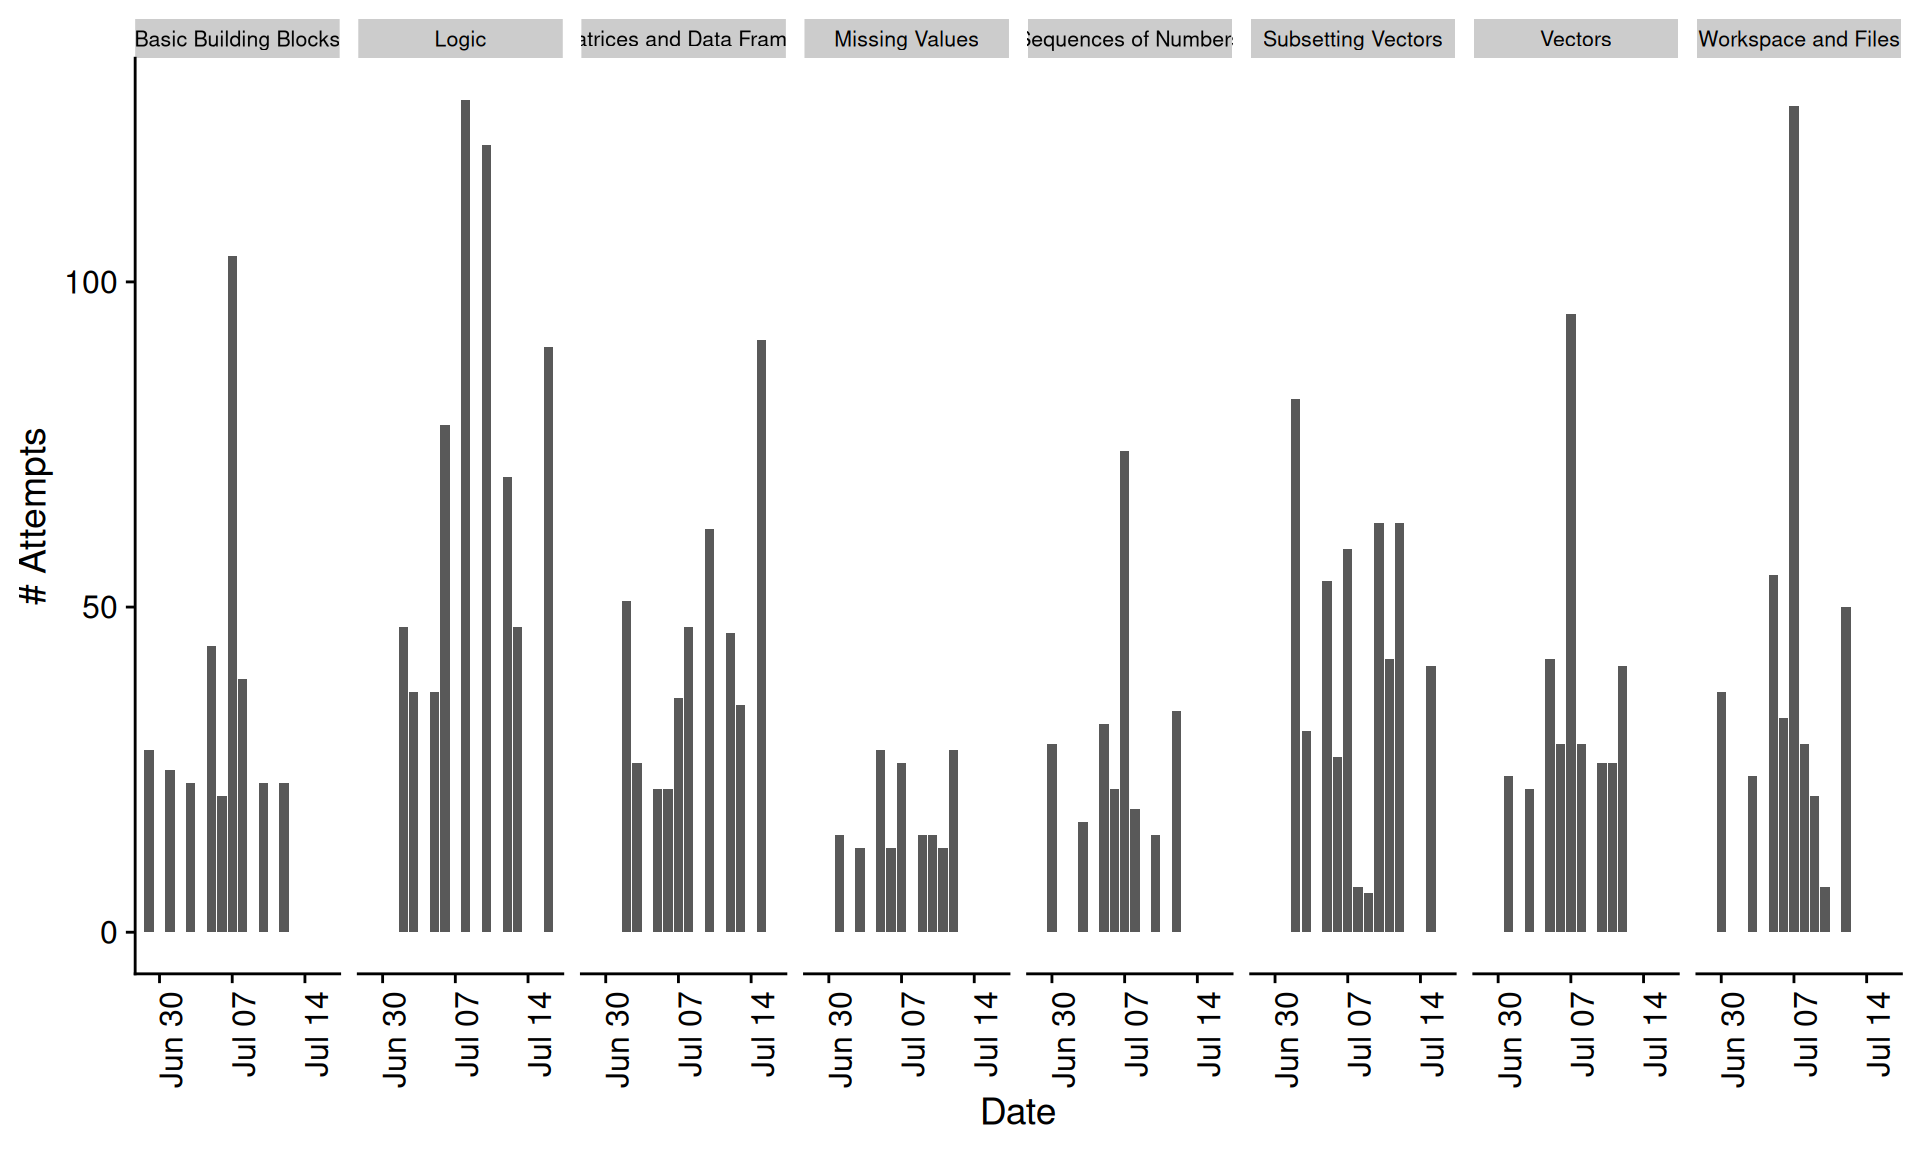 Basic Building Blocks
Logic
atrices and Data Fram
Missing Values
Sequences of Numbers
Subsetting Vectors
Vectors
Workspace and Files
# Attempts
100
50
0
Jun 30
Jul 07
Jul 14
Jun 30
Jul 07
Jul 14
Jun 30
Jul 07
Jul 14
Jun 30
Jul 07
Jul 14
Jun 30
Jul 07
Jul 14
Jun 30
Jul 07
Jul 14
Jun 30
Jul 07
Jul 14
Jun 30
Jul 07
Jul 14
Date